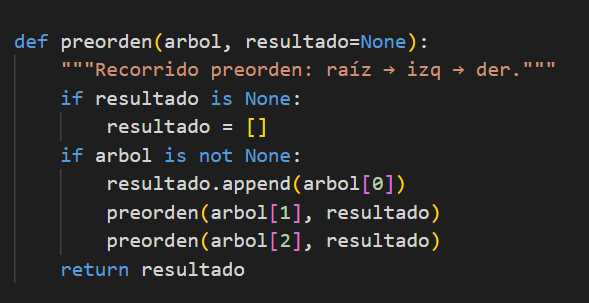 def preorden(arbol, resultado=None):
    """Recorrido preorden: raíz → izq → der."""
    if resultado is None:
        resultado = []
    if arbol is not None:
        resultado.append(arbol[0])
        preorden(arbol[1], resultado)
        preorden(arbol[2], resultado)
    return resultado